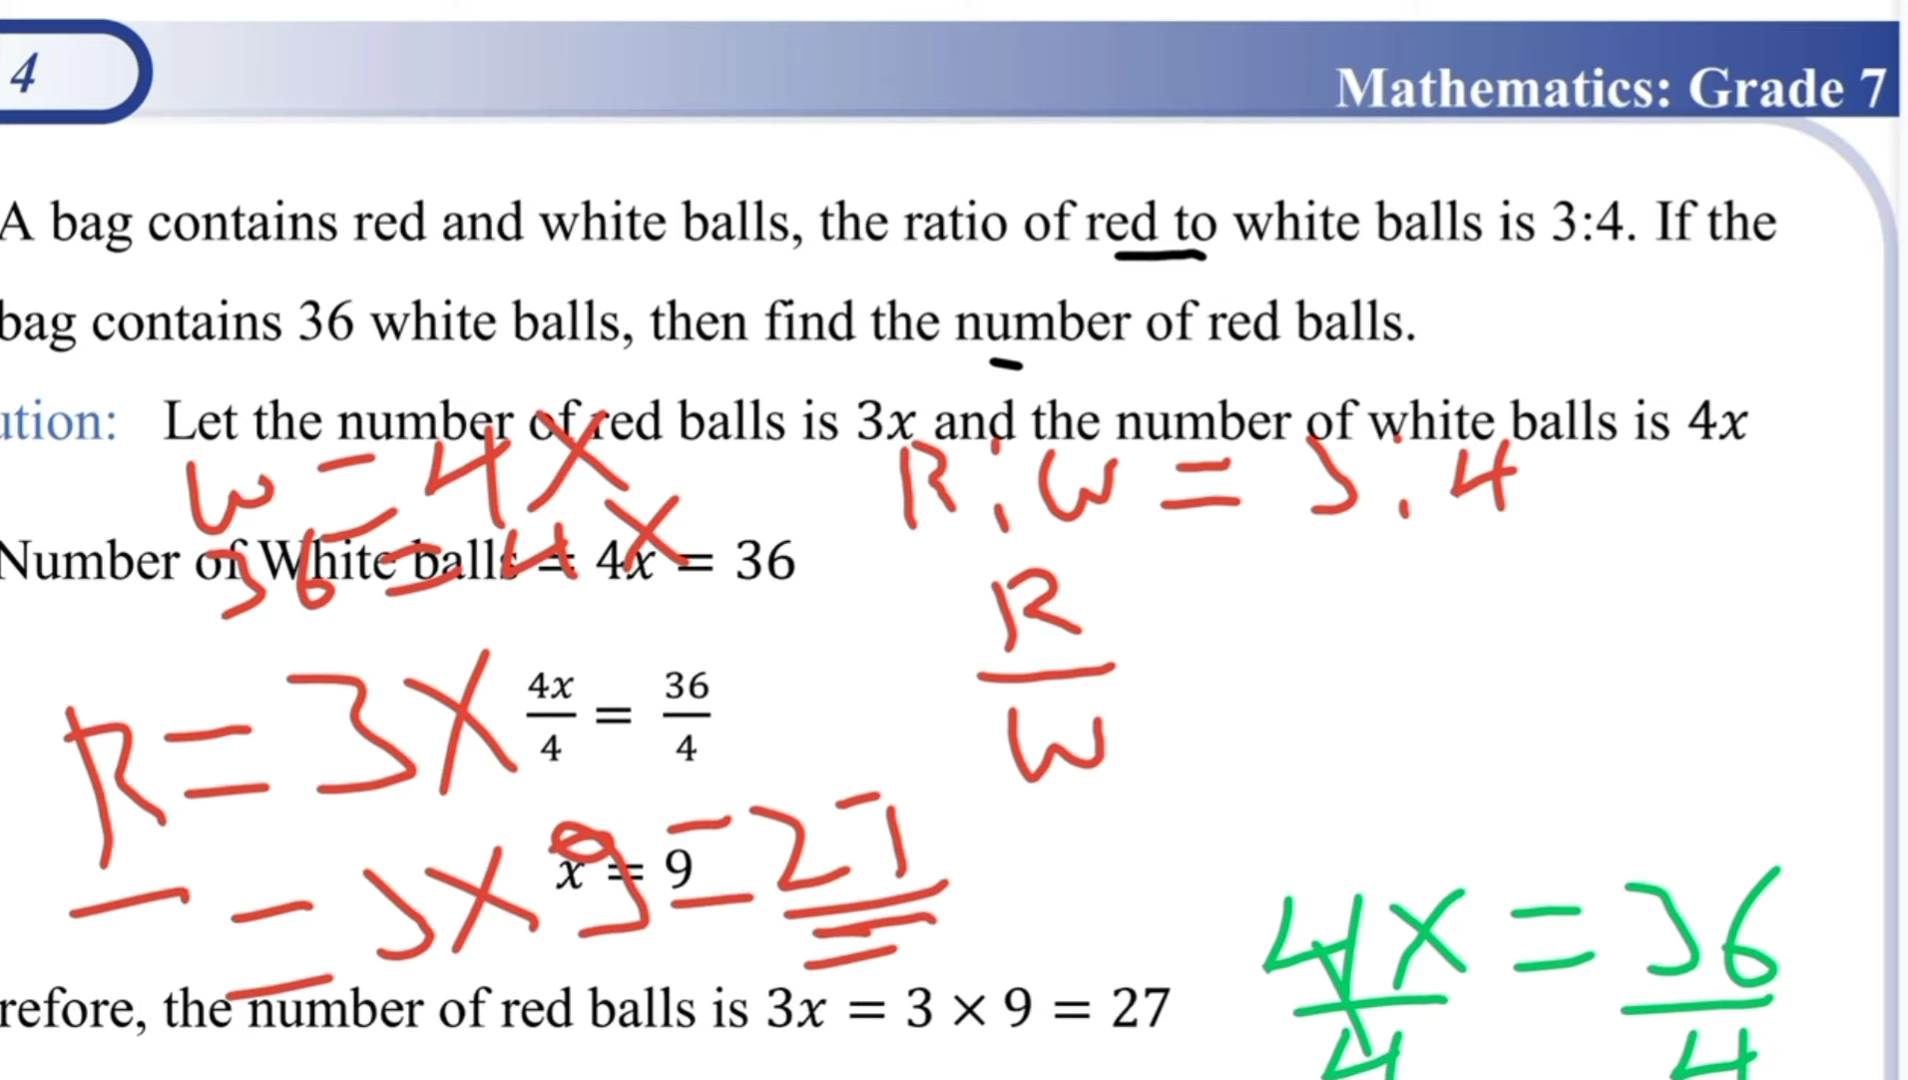 4
Mathematics: Grade 7
A bag contains red and white balls, the ratio of red to white balls is 3:4. If the
bag contains 36 white balls, then find the number of red balls.
ution: Let the number of red balls is 3x and the number of white balls is 4x
W = 4x
R : W = 3 : 4
Number of White balls = 4x = 36
36 = 4x
R/W
R = 3x
4x/4 = 36/4
x = 9
= 3 x 9 = 27
4x/4 = 36/4
refore, the number of red balls is 3x = 3 × 9 = 27